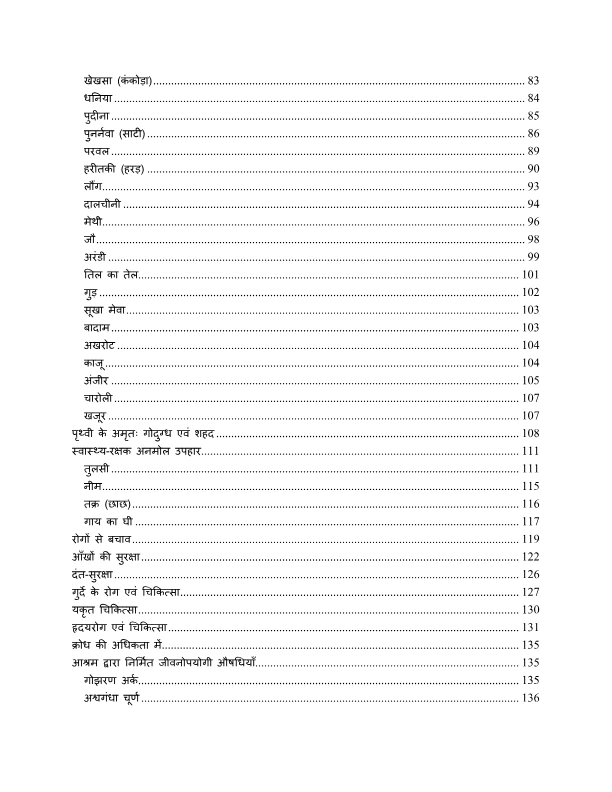 खेखसा (कंकोड़ा) ........ 83
धनिया ........ 84
पुदीना ........ 85
पुनर्नवा (साटी) ........ 86
परवल ........ 89
हरीतकी (हरड़) ........ 90
लौंग ........ 93
दालचीनी ........ 94
मेथी ........ 96
जौ ........ 98
अरंडी ........ 99
तिल का तेल ........ 101
गुड़ ........ 102
सूखा मेवा ........ 103
बादाम ........ 103
अखरोट ........ 104
काजू ........ 104
अंजीर ........ 105
चारोली ........ 107
खजूर ........ 107
पृथ्वी के अमृतः गोदुग्ध एवं शहद ........ 108
स्वास्थ्य-रक्षक अनमोल उपहार ........ 111
तुलसी ........ 111
नीम ........ 115
तक्र (छाछ) ........ 116
गाय का घी ........ 117
रोगों से बचाव ........ 119
आँखों की सुरक्षा ........ 122
दंत-सुरक्षा ........ 126
गुर्दे के रोग एवं चिकित्सा ........ 127
यकृत चिकित्सा ........ 130
हृदयरोग एवं चिकित्सा ........ 131
क्रोध की अधिकता में ........ 135
आश्रम द्वारा निर्मित जीवनोपयोगी औषधियाँ ........ 135
गोझरण अर्क ........ 135
अश्वगंधा चूर्ण ........ 136